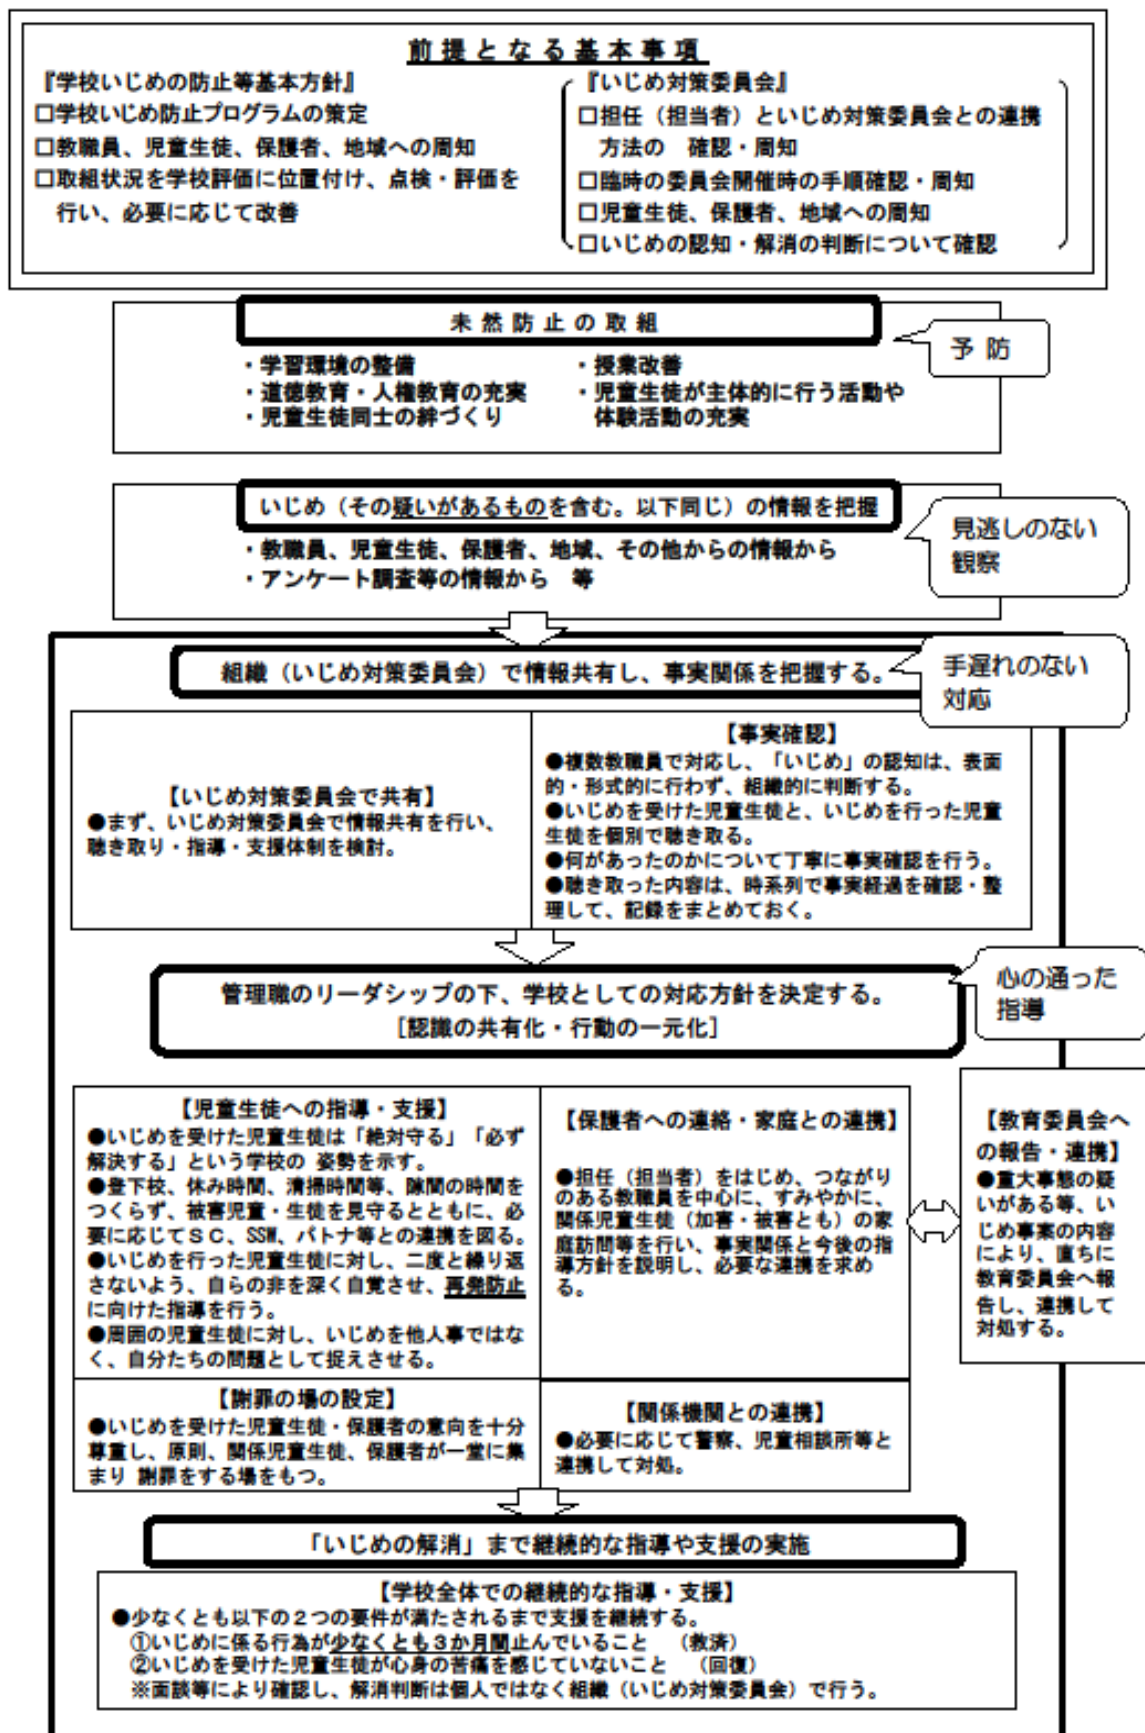 前提となる基本事項
『学校いじめの防止等基本方針』
□学校いじめ防止プログラムの策定
□教職員、児童生徒、保護者、地域への周知
□取組状況を学校評価に位置付け、点検・評価を
行い、必要に応じて改善
『いじめ対策委員会』
□担任（担当者）といじめ対策委員会との連携
方法の　確認・周知
□臨時の委員会開催時の手順確認・周知
□児童生徒、保護者、地域への周知
□いじめの認知・解消の判断について確認
未然防止の取組
予防
・学習環境の整備
・道徳教育・人権教育の充実
・児童生徒同士の絆づくり
・授業改善
・児童生徒が主体的に行う活動や
体験活動の充実
いじめ（その疑いがあるものを含む。以下同じ）の情報を把握
見逃しのない
観察
・教職員、児童生徒、保護者、地域、その他からの情報から
・アンケート調査等の情報から　等
組織（いじめ対策委員会）で情報共有し、事実関係を把握する。
手遅れのない
対応
【いじめ対策委員会で共有】
●まず、いじめ対策委員会で情報共有を行い、
聴き取り・指導・支援体制を検討。
【事実確認】
●複数教職員で対応し、「いじめ」の認知は、表面
的・形式的に行わず、組織的に判断する。
●いじめを受けた児童生徒と、いじめを行った児童
生徒を個別で聴き取る。
●何があったのかについて丁寧に事実確認を行う。
●聴き取った内容は、時系列で事実経過を確認・整
理して、記録をまとめておく。
管理職のリーダシップの下、学校としての対応方針を決定する。
［認識の共有化・行動の一元化］
心の通った
指導
【児童生徒への指導・支援】
●いじめを受けた児童生徒は「絶対守る」「必ず
解決する」という学校の 姿勢を示す。
●登下校、休み時間、清掃時間等、隙間の時間を
つくらず、被害児童・生徒を見守るとともに、必
要に応じてＳＣ、SSW、パトナ等との連携を図る。
●いじめを行った児童生徒に対し、二度と繰り返
さないよう、自らの非を深く自覚させ、再発防止
に向けた指導を行う。
●周囲の児童生徒に対し、いじめを他人事ではな
く、自分たちの問題として捉えさせる。
【保護者への連絡・家庭との連携】
●担任（担当者）をはじめ、つながり
のある教職員を中心に、すみやかに、
関係児童生徒（加害・被害とも）の家
庭訪問等を行い、事実関係と今後の指
導方針を説明し、必要な連携を求め
る。
【教育委員会へ
の報告・連携】
●重大事態の疑
いがある等、い
じめ事案の内容
により、直ちに
教育委員会へ報
告し、連携して
対処する。
【謝罪の場の設定】
●いじめを受けた児童生徒・保護者の意向を十分
尊重し、原則、関係児童生徒、保護者が一堂に集
まり 謝罪をする場をもつ。
【関係機関との連携】
●必要に応じて警察、児童相談所等と
連携して対処。
「いじめの解消」まで継続的な指導や支援の実施
【学校全体での継続的な指導・支援】
●少なくとも以下の２つの要件が満たされるまで支援を継続する。
①いじめに係る行為が少なくとも３か月間止んでいること　（救済）
②いじめを受けた児童生徒が心身の苦痛を感じていないこと　（回復）
※面談等により確認し、解消判断は個人ではなく組織（いじめ対策委員会）で行う。